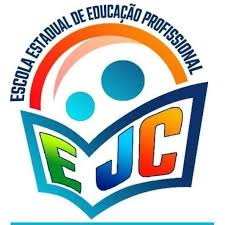 ESCOLA ESTADUAL DE EDUCAÇÃO PROFISSIONAL
EJC